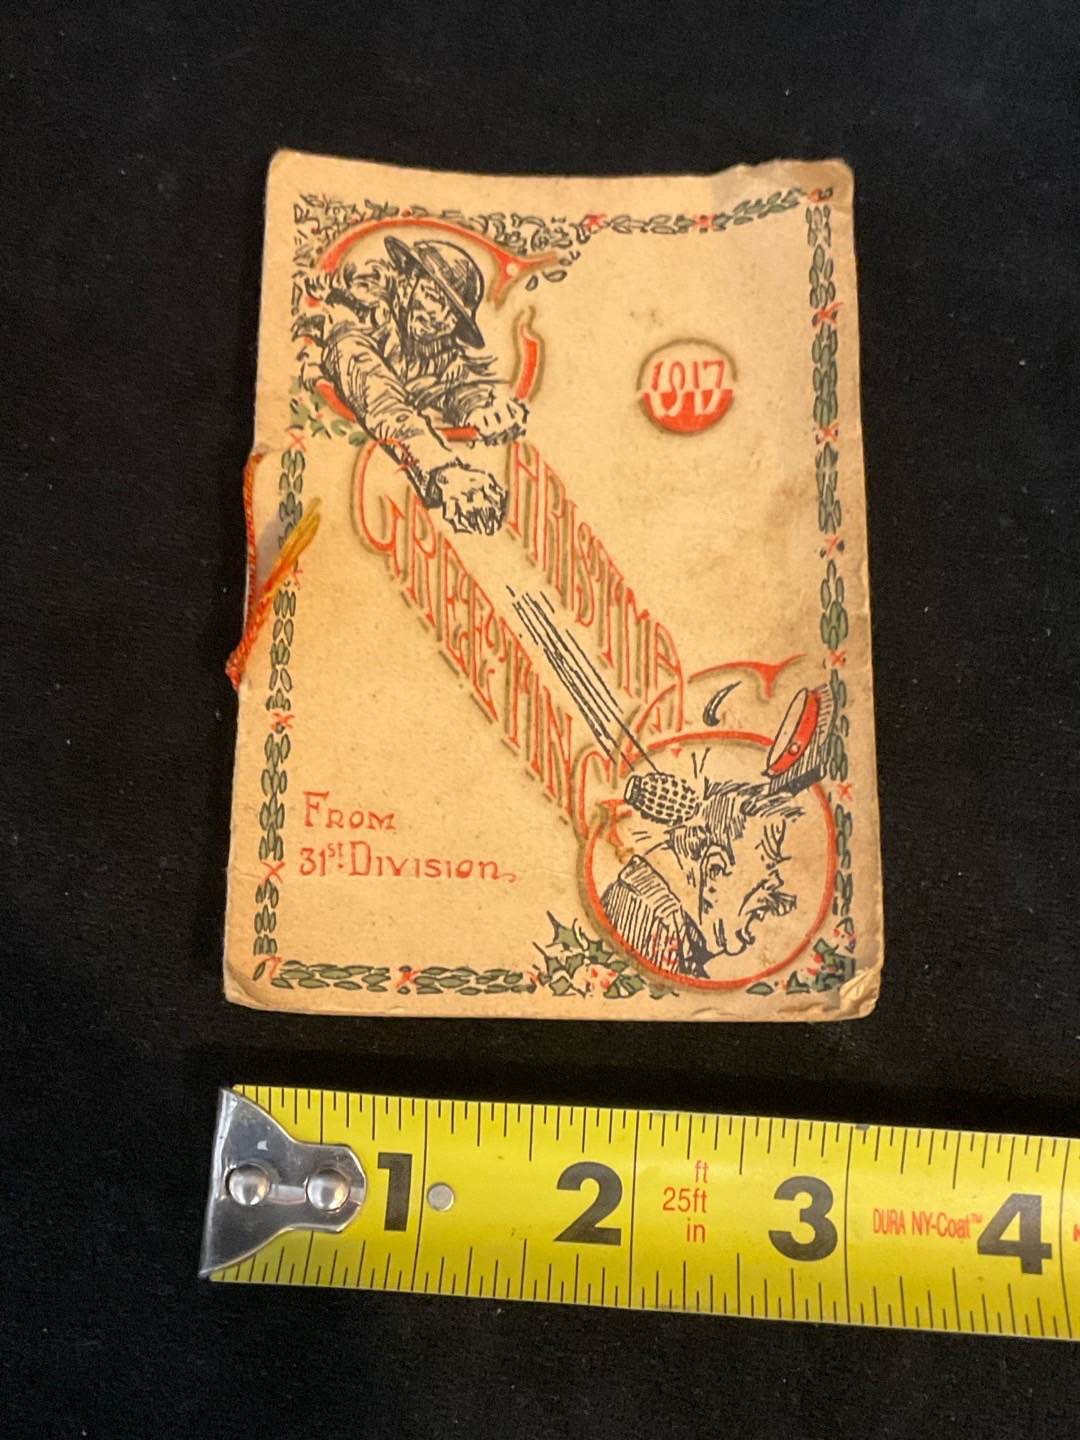 1917
CHRISTMAS
GREETINGS
FROM
31ST. DIVISION.
1 2 3 4
ft
25ft
in
DURA NY-Coat™